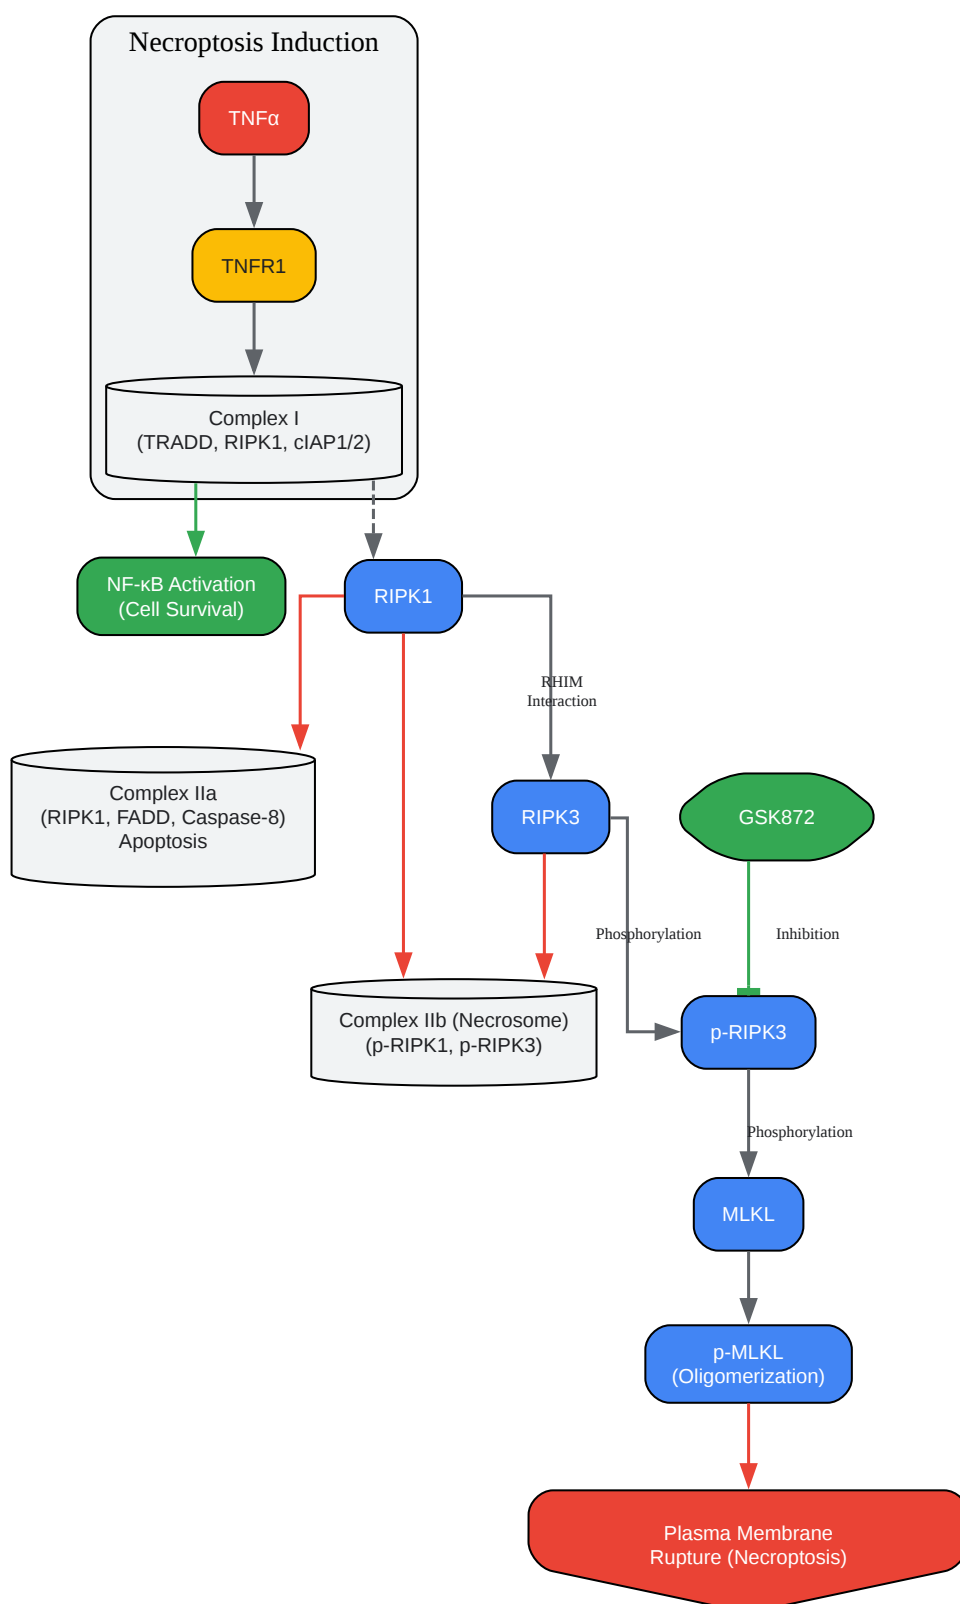 Necroptosis Induction
TNFα
TNFR1
Complex I
(TRADD, RIPK1, cIAP1/2)
NF-κB Activation
(Cell Survival)
RIPK1
RHIM
Interaction
Complex IIa
(RIPK1, FADD, Caspase-8)
Apoptosis
RIPK3
GSK872
Phosphorylation
Inhibition
Complex IIb (Necrosome)
(p-RIPK1, p-RIPK3)
p-RIPK3
Phosphorylation
MLKL
p-MLKL
(Oligomerization)
Plasma Membrane
Rupture (Necroptosis)